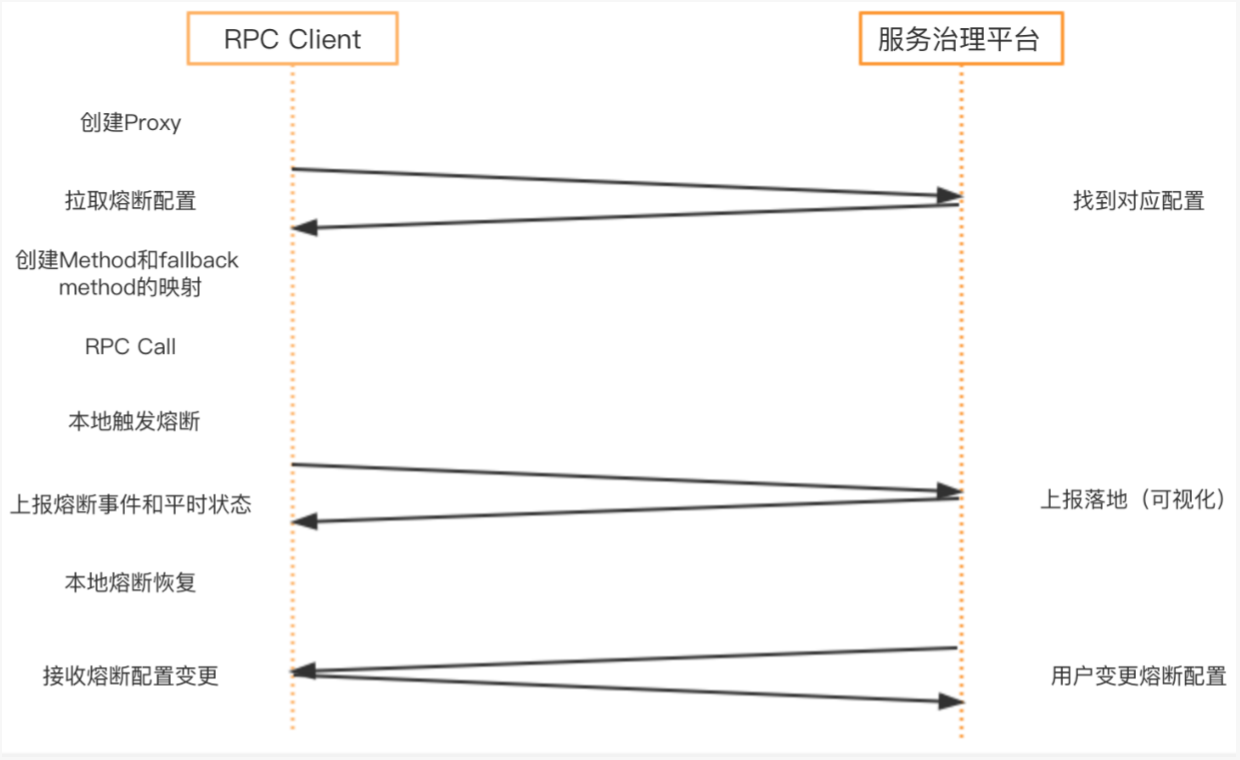 RPC Client
服务治理平台
创建Proxy
拉取熔断配置
找到对应配置
创建Method和fallback
method的映射
RPC Call
本地触发熔断
上报熔断事件和平时状态
上报落地（可视化）
本地熔断恢复
接收熔断配置变更
用户变更熔断配置